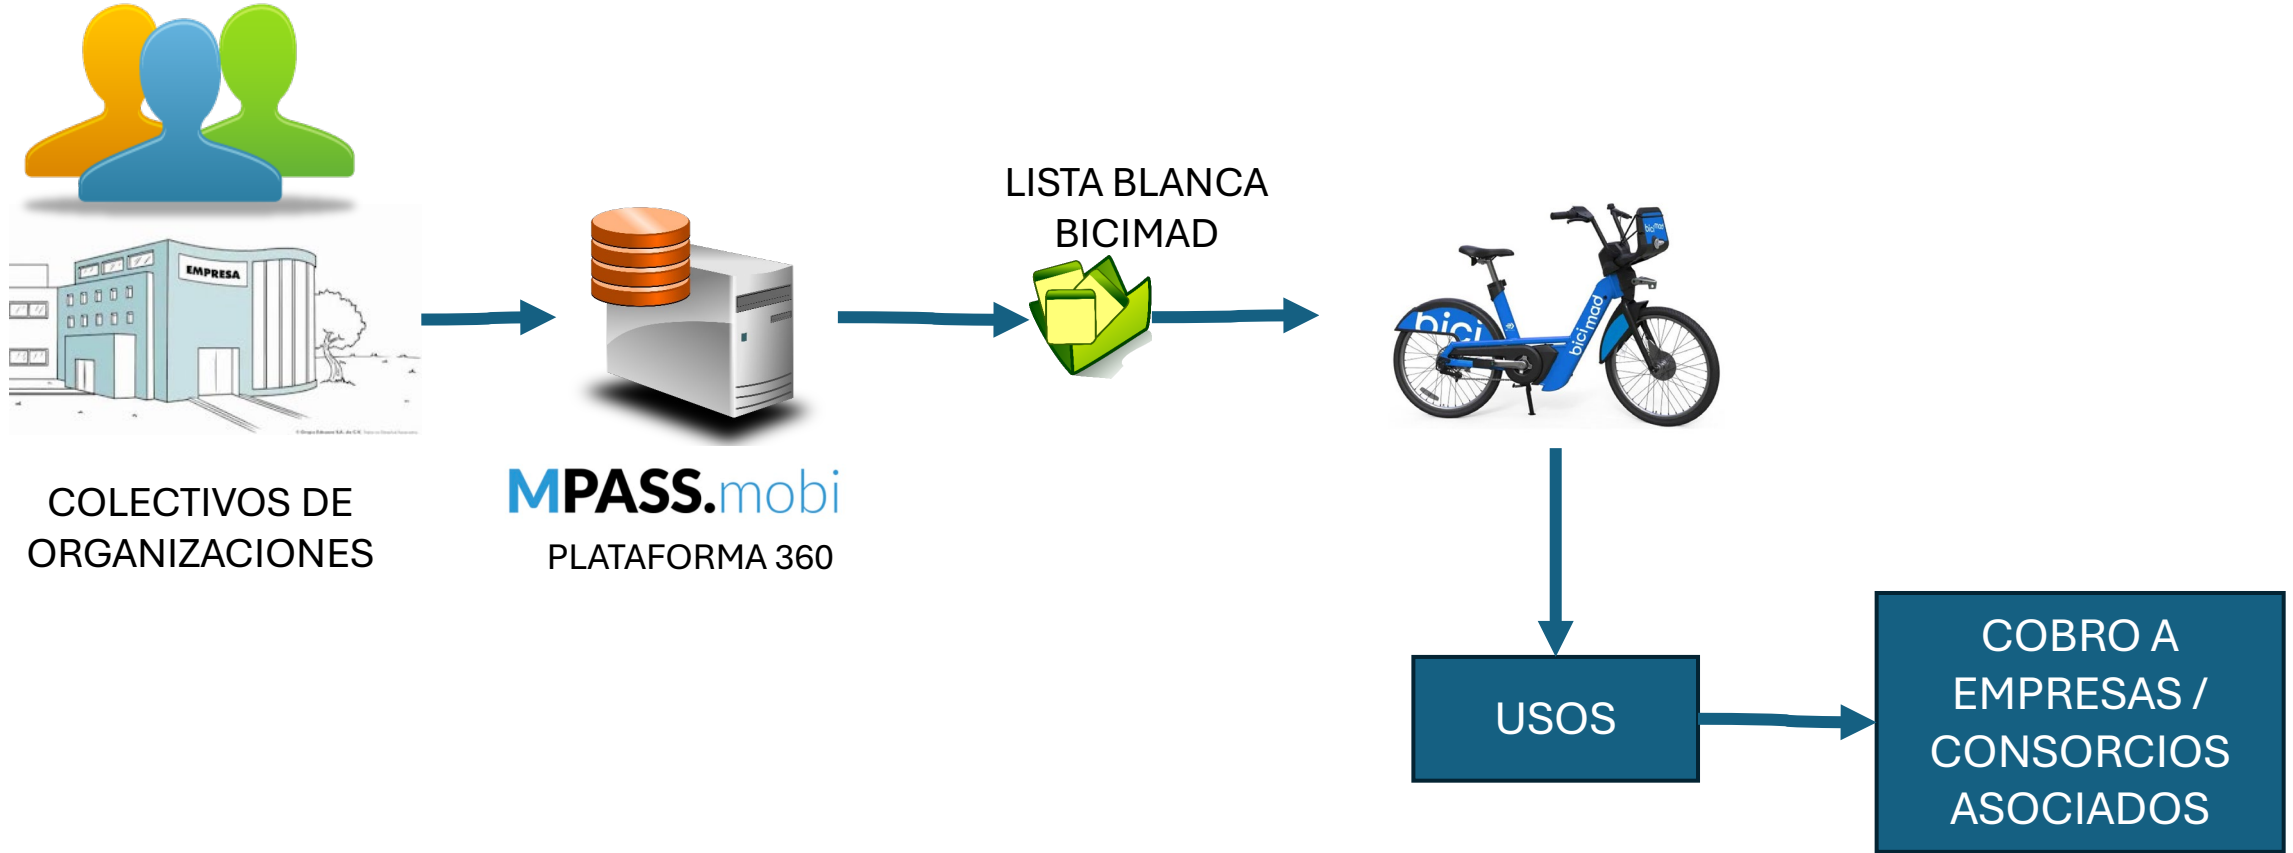 EMPRESA
COLECTIVOS DE
ORGANIZACIONES
MPASS.mobi
PLATAFORMA 360
LISTA BLANCA
BICIMAD
bici
bicimad
USOS
COBRO A
EMPRESAS /
CONSORCIOS
ASOCIADOS